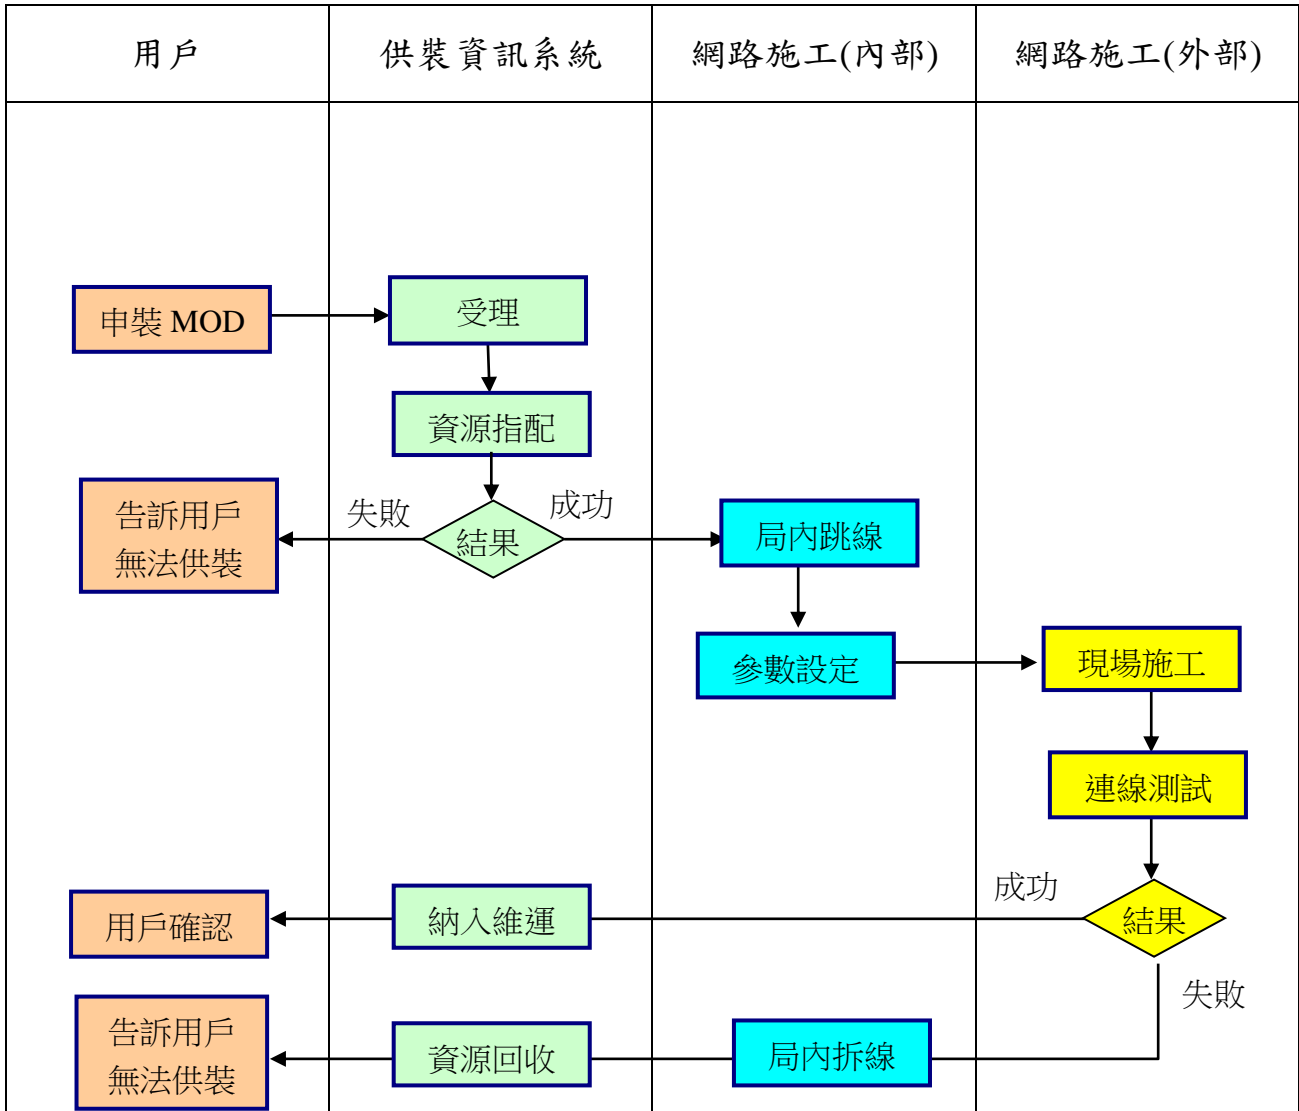 用戶
供裝資訊系統
網路施工(內部)
網路施工(外部)
申裝 MOD
受理
資源指配
告訴用戶
無法供裝
失敗
結果
成功
局內跳線
參數設定
現場施工
連線測試
成功
結果
納入維運
用戶確認
失敗
局內拆線
資源回收
告訴用戶
無法供裝